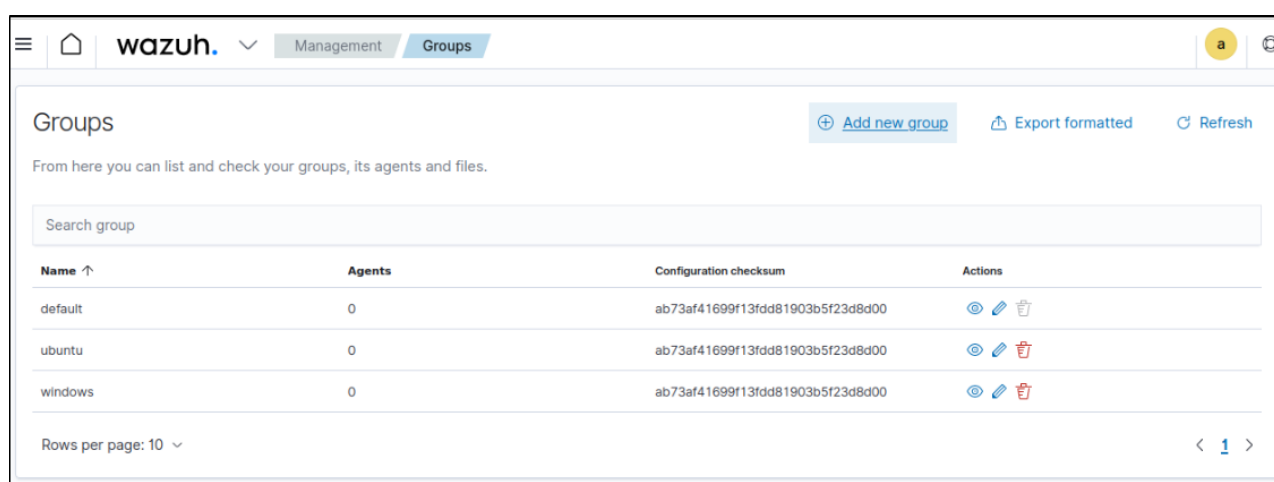 wazuh. Management Groups a
Groups Add new group Export formatted Refresh
From here you can list and check your groups, its agents and files.
Search group
Name Agents Configuration checksum Actions
default 0 ab73af41699f13fdd81903b5f23d8d00
ubuntu 0 ab73af41699f13fdd81903b5f23d8d00
windows 0 ab73af41699f13fdd81903b5f23d8d00
Rows per page: 10 1